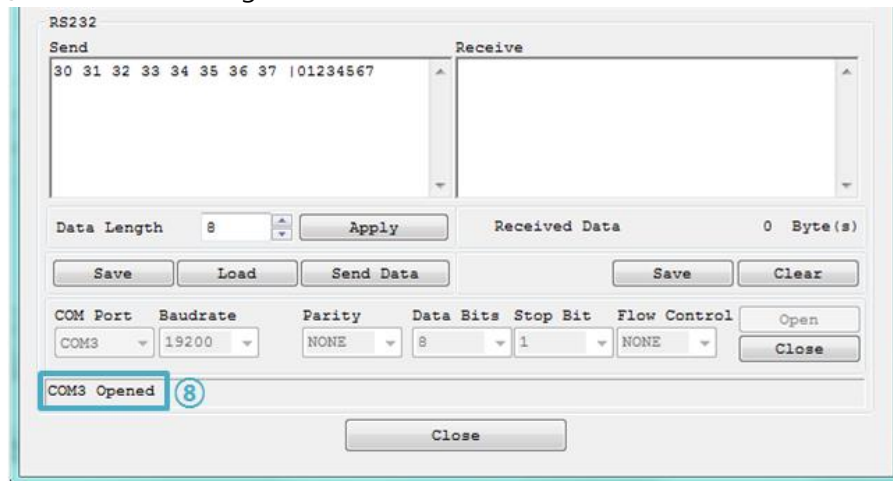 RS232
Send Receive
30 31 32 33 34 35 36 37 |01234567
Data Length 8 Apply Received Data 0 Byte(s)
Save Load Send Data Save Clear
COM Port Baudrate Parity Data Bits Stop Bit Flow Control Open
COM3 19200 NONE 8 1 NONE Close
COM3 Opened ⑧
Close